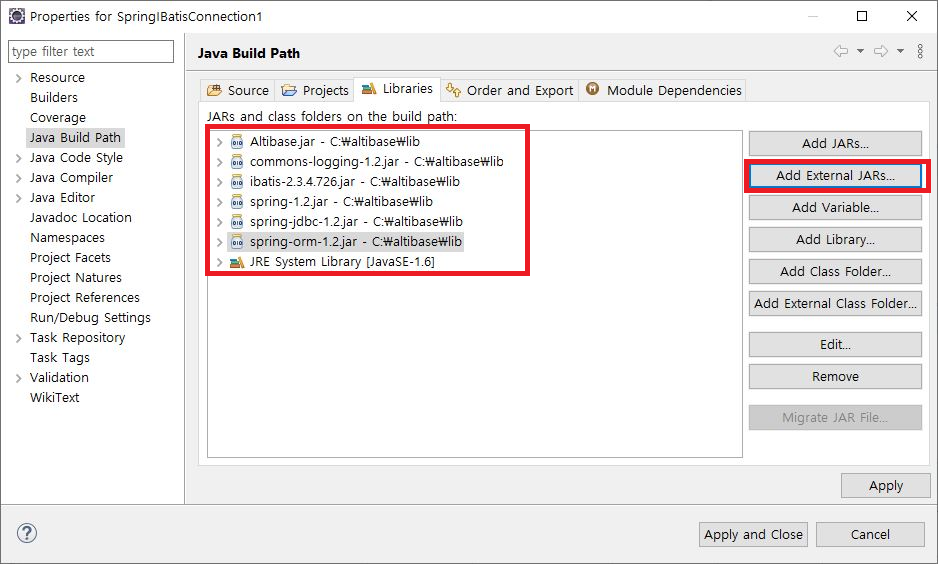 Properties for SpringIBatisConnection1
type filter text
Resource
Builders
Coverage
Java Build Path
Java Code Style
Java Compiler
Java Editor
Javadoc Location
Namespaces
Project Facets
Project Natures
Project References
Run/Debug Settings
Task Repository
Task Tags
Validation
WikiText
Java Build Path
Source Projects Libraries Order and Export Module Dependencies
JARs and class folders on the build path:
Altibase.jar - C:₩altibase₩lib
commons-logging-1.2.jar - C:₩altibase₩lib
ibatis-2.3.4.726.jar - C:₩altibase₩lib
spring-1.2.jar - C:₩altibase₩lib
spring-jdbc-1.2.jar - C:₩altibase₩lib
spring-orm-1.2.jar - C:₩altibase₩lib
JRE System Library [JavaSE-1.6]
Add JARs...
Add External JARs...
Add Variable...
Add Library...
Add Class Folder...
Add External Class Folder...
Edit...
Remove
Migrate JAR File...
Apply
Apply and Close
Cancel